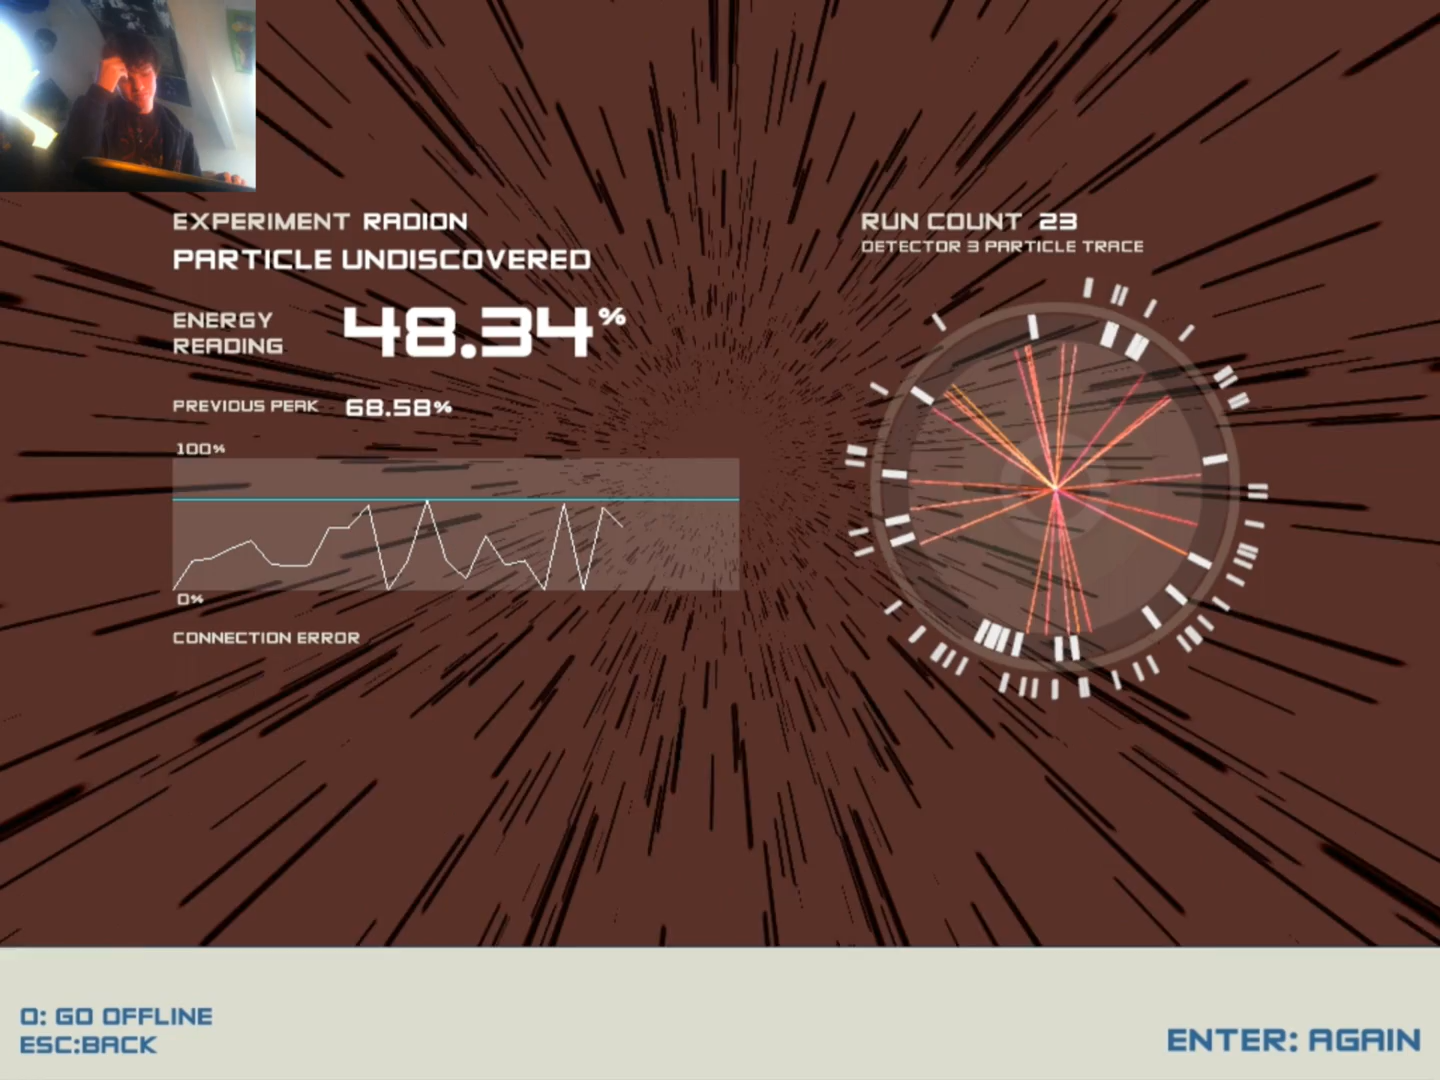 EXPERIMENT RADION
PARTICLE UNDISCOVERED
ENERGY READING 48.34%
PREVIOUS PEAK 68.58%
100%
0%
CONNECTION ERROR
RUN COUNT 23
DETECTOR 3 PARTICLE TRACE
O: GO OFFLINE
ESC:BACK
ENTER: AGAIN